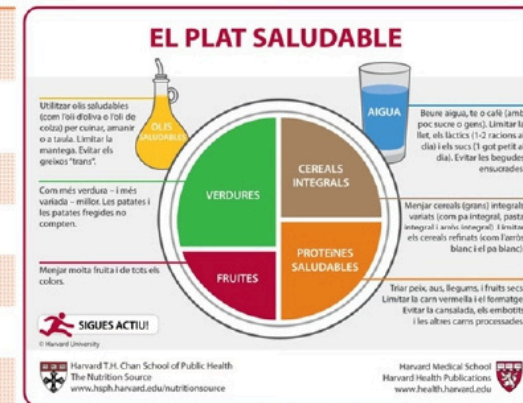 EL PLAT SALUDABLE
Utilitzar olis saludables
(com l'oli d'oliva o l'oli de
colza) per cuinar, amanir
o a taula. Limitar la
mantega. Evitar els
greixos "trans".
OLIS
SALUDABLES
Com més verdura – i més
variada – millor. Les patates i
les patates fregides no
compten.
Menjar molta fruita i de tots els
colors.
VERDURES
FRUITES
CEREALS
INTEGRALS
PROTEÏNES
SALUDABLES
AIGUA
Beure aigua, te o café (amb
poc sucre o gens). Limitar la
llet, els làctics (1-2 racions al
dia) i els sucs (1 got petit al
dia). Evitar les begudes
ensucrades.
Menjar cereals (grans) integrals
variats (com pa integral, pasta
integral i arròs integral). Limitar
els cereals refinats (com l'arròs
blanc i el pa blanc).
Triar peix, aus, llegums, i fruits secs.
Limitar la carn vermella i el formatge.
Evitar la cansalada, els embotits
i les altres carns processades.
SIGUES ACTIU!
© Harvard University
Harvard T.H. Chan School of Public Health
The Nutrition Source
www.hsph.harvard.edu/nutritionsource
Harvard Medical School
Harvard Health Publications
www.health.harvard.edu